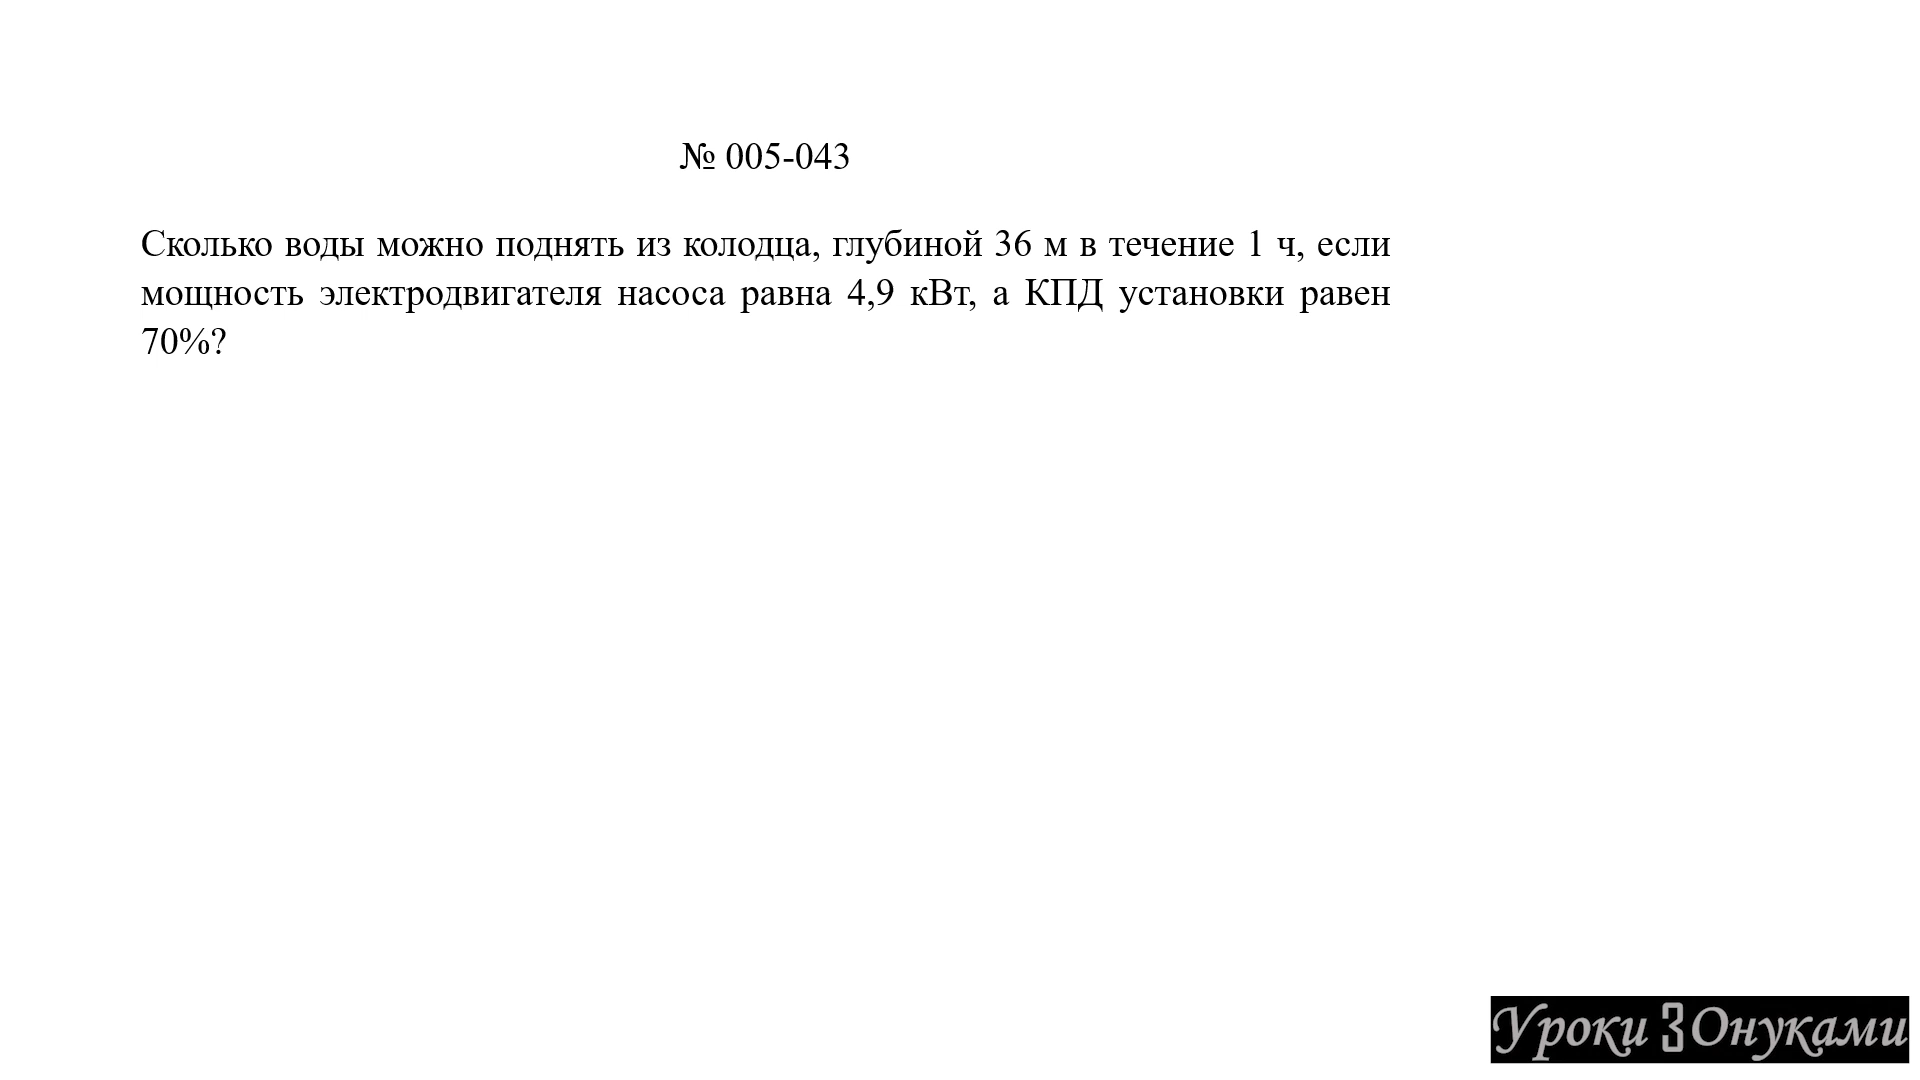 № 005-043
Сколько воды можно поднять из колодца, глубиной 36 м в течение 1 ч, если
мощность электродвигателя насоса равна 4,9 кВт, а КПД установки равен
70%?
Уроки З Онуками